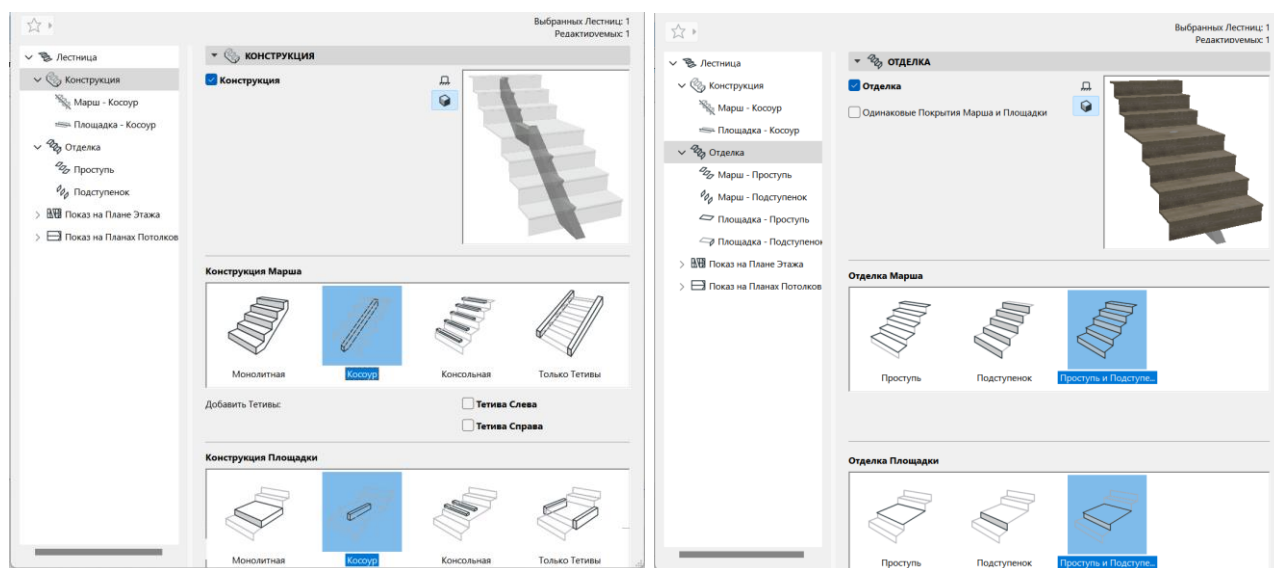 Выбранных Лестниц: 1
Редактируемых: 1
Лестница
Конструкция
Марш - Косоур
Площадка - Косоур
Отделка
Проступь
Подступенок
Показ на Плане Этажа
Показ на Планах Потолков
КОНСТРУКЦИЯ
Конструкция
Конструкция Марша
Монолитная
Косоур
Консольная
Только Тетивы
Добавить Тетивы:
Тетива Слева
Тетива Справа
Конструкция Площадки
Монолитная
Косоур
Консольная
Только Тетивы
Выбранных Лестниц: 1
Редактируемых: 1
Лестница
Конструкция
Марш - Косоур
Площадка - Косоур
Отделка
Марш - Проступь
Марш - Подступенок
Площадка - Проступь
Площадка - Подступенок
Показ на Плане Этажа
Показ на Планах Потолков
ОТДЕЛКА
Отделка
Одинаковые Покрытия Марша и Площадки
Отделка Марша
Проступь
Подступенок
Проступь и Подступе...
Отделка Площадки
Проступь
Подступенок
Проступь и Подступе...